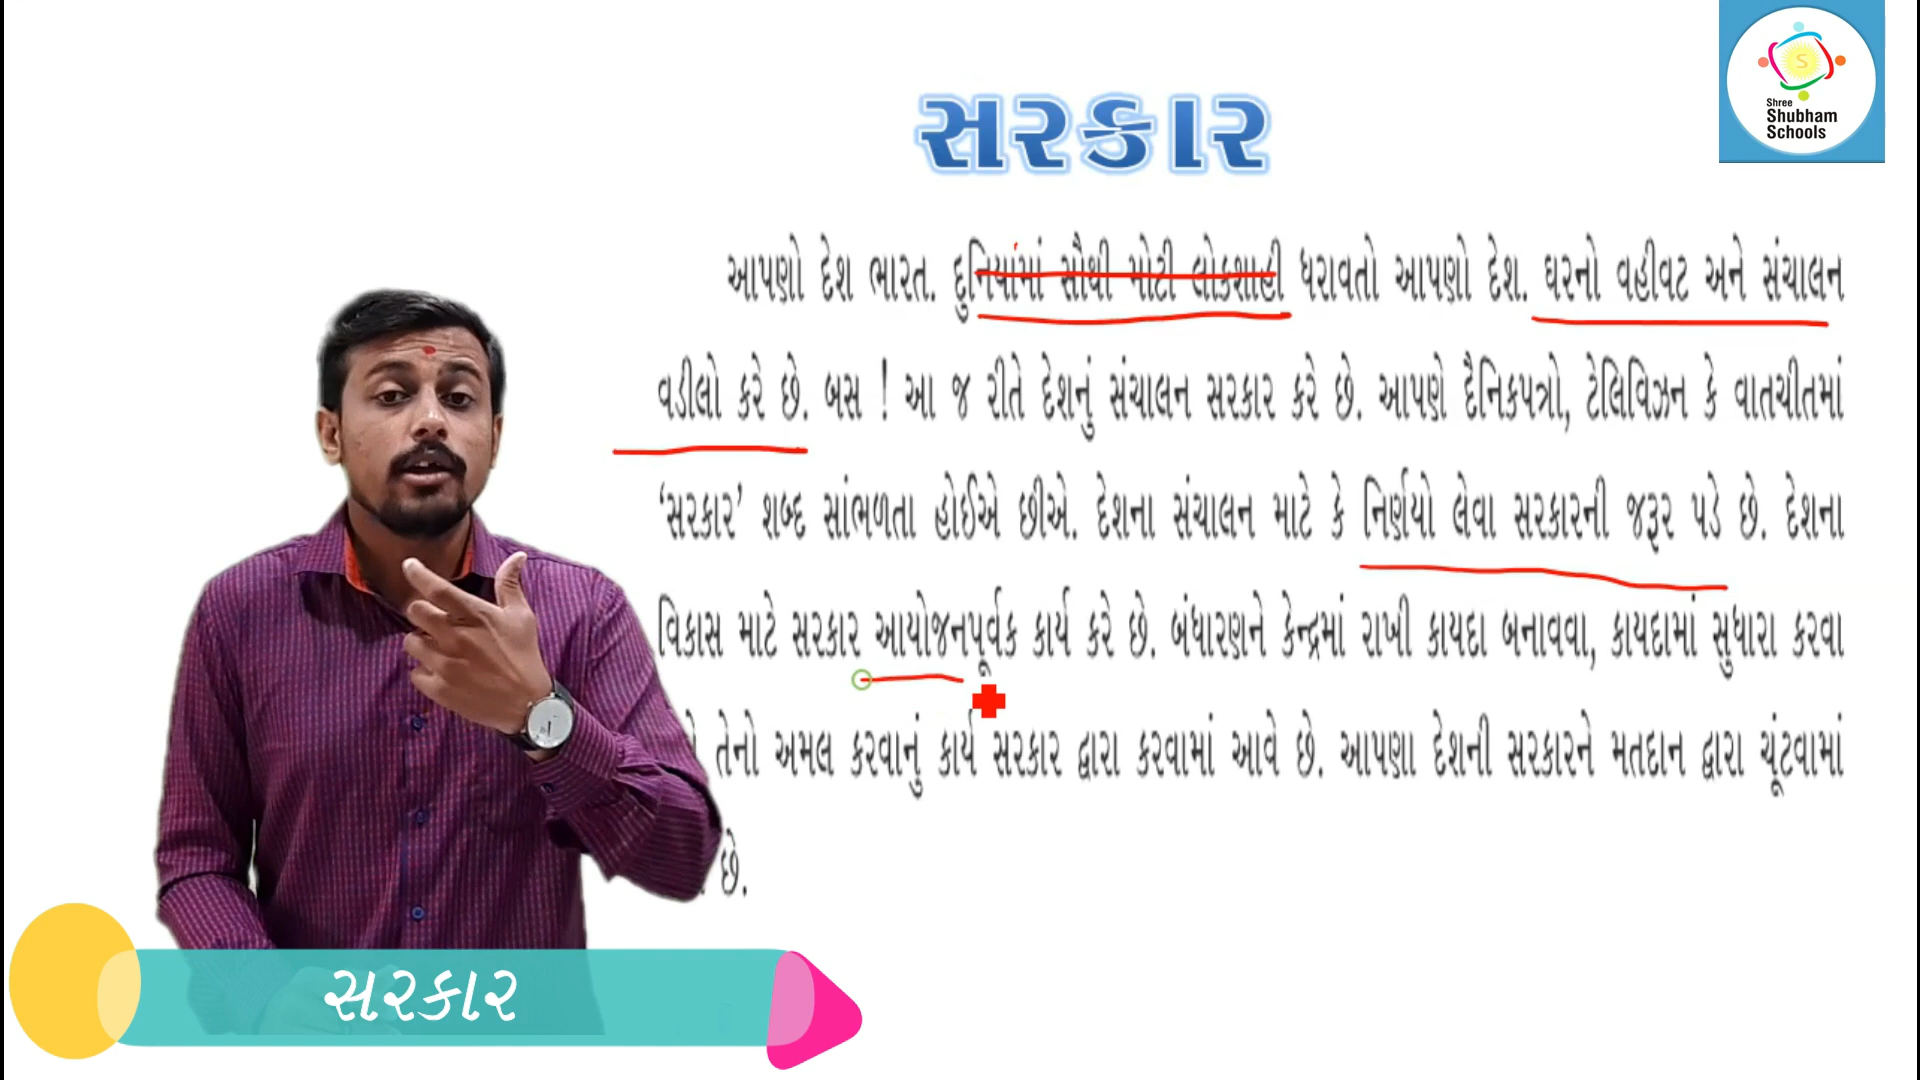 સરકાર
Shree
Shubham
Schools
આપણો દેશ ભારત. દુનિયામાં સૌથી મોટી લોકશાહી ધરાવતો આપણો દેશ. ઘરનો વહીવટ અને સંચાલન
વડીલો કરે છે. બસ ! આ જ રીતે દેશનું સંચાલન સરકાર કરે છે. આપણે દૈનિકપત્રો, ટેલિવિઝન કે વાતચીતમાં
‘સરકાર’ શબ્દ સાંભળતા હોઈએ છીએ. દેશના સંચાલન માટે કે નિર્ણયો લેવા સરકારની જરૂર પડે છે. દેશના
વિકાસ માટે સરકાર આયોજનપૂર્વક કાર્ય કરે છે. બંધારણને કેન્દ્રમાં રાખી કાયદા બનાવવા, કાયદામાં સુધારા કરવા
તેનો અમલ કરવાનું કાર્ય સરકાર દ્વારા કરવામાં આવે છે. આપણા દેશની સરકારને મતદાન દ્વારા ચૂંટવામાં
છે.
સરકાર